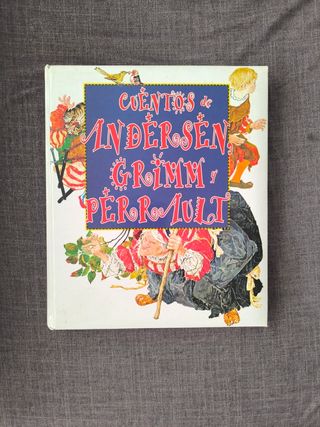 CUENTOS de
ANDERSEN,
GRIMM y
PERRAULT